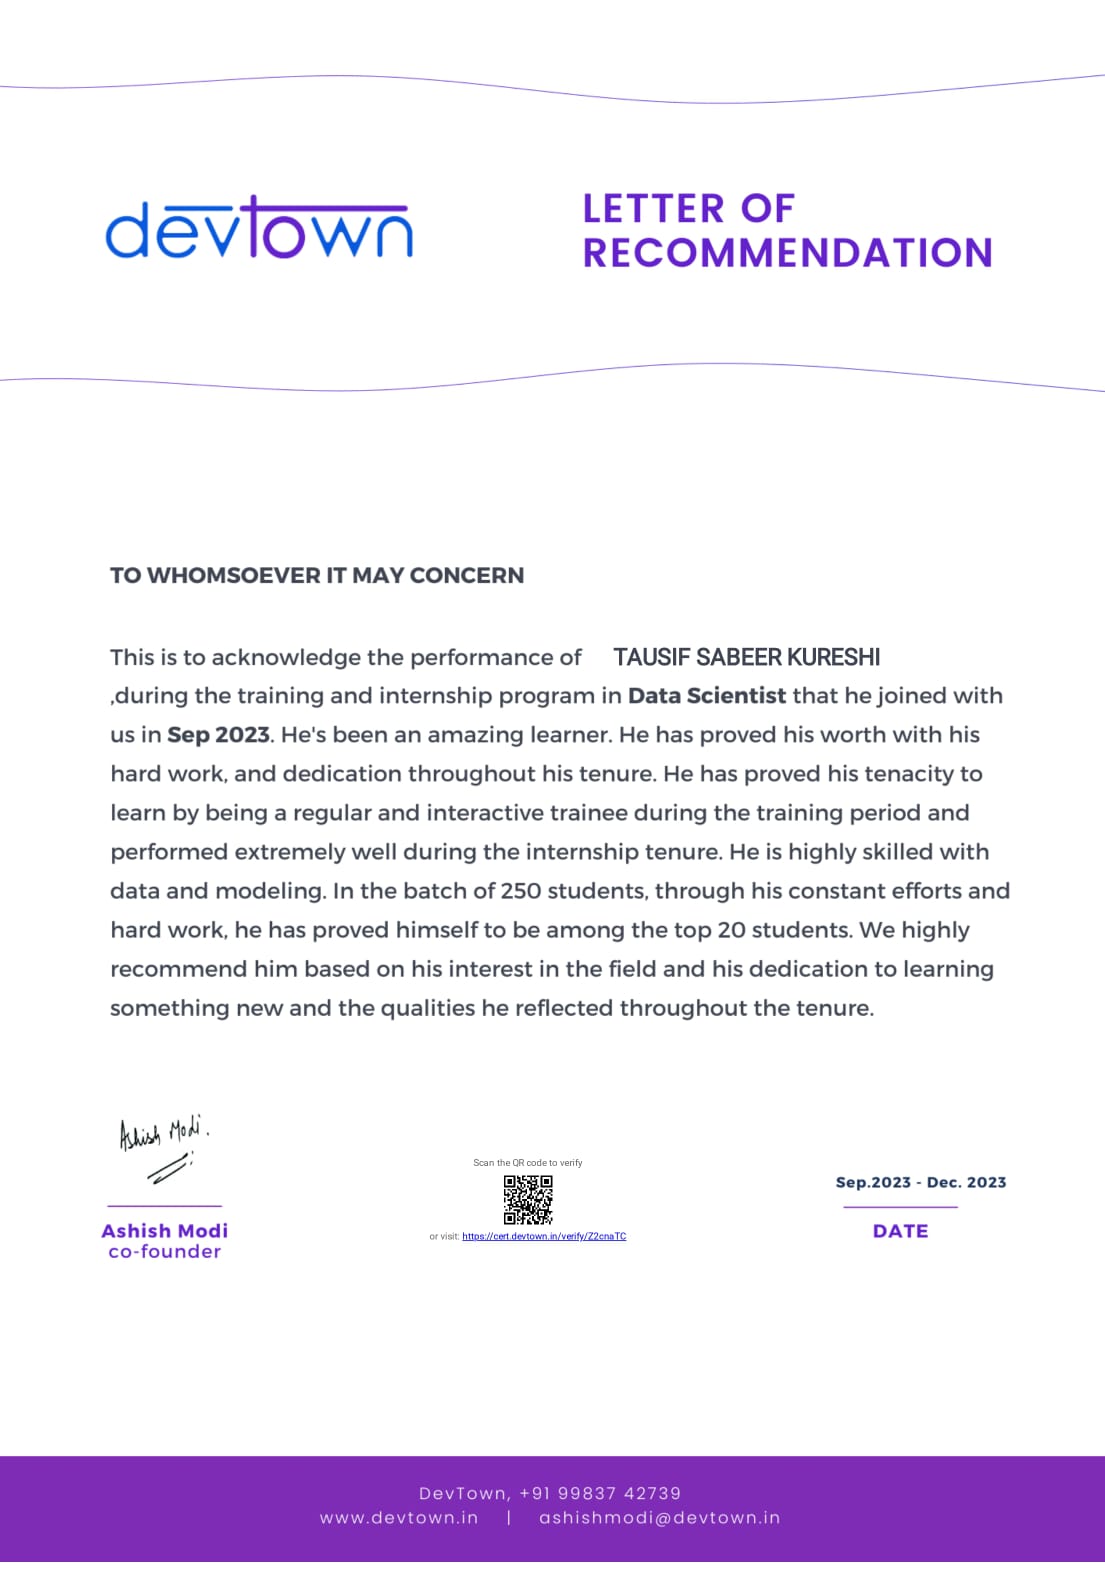 devtown
LETTER OF
RECOMMENDATION
TO WHOMSOEVER IT MAY CONCERN
This is to acknowledge the performance of TAUSIF SABEER KURESHI
,during the training and internship program in Data Scientist that he joined with
us in Sep 2023. He's been an amazing learner. He has proved his worth with his
hard work, and dedication throughout his tenure. He has proved his tenacity to
learn by being a regular and interactive trainee during the training period and
performed extremely well during the internship tenure. He is highly skilled with
data and modeling. In the batch of 250 students, through his constant efforts and
hard work, he has proved himself to be among the top 20 students. We highly
recommend him based on his interest in the field and his dedication to learning
something new and the qualities he reflected throughout the tenure.
Ashish Modi.
Ashish Modi
co-founder
Scan the QR code to verify
or visit: https://cert.devtown.in/verify/Z2cnaTC
Sep.2023 - Dec. 2023
DATE
DevTown, +91 99837 42739
www.devtown.in | ashishmodi@devtown.in